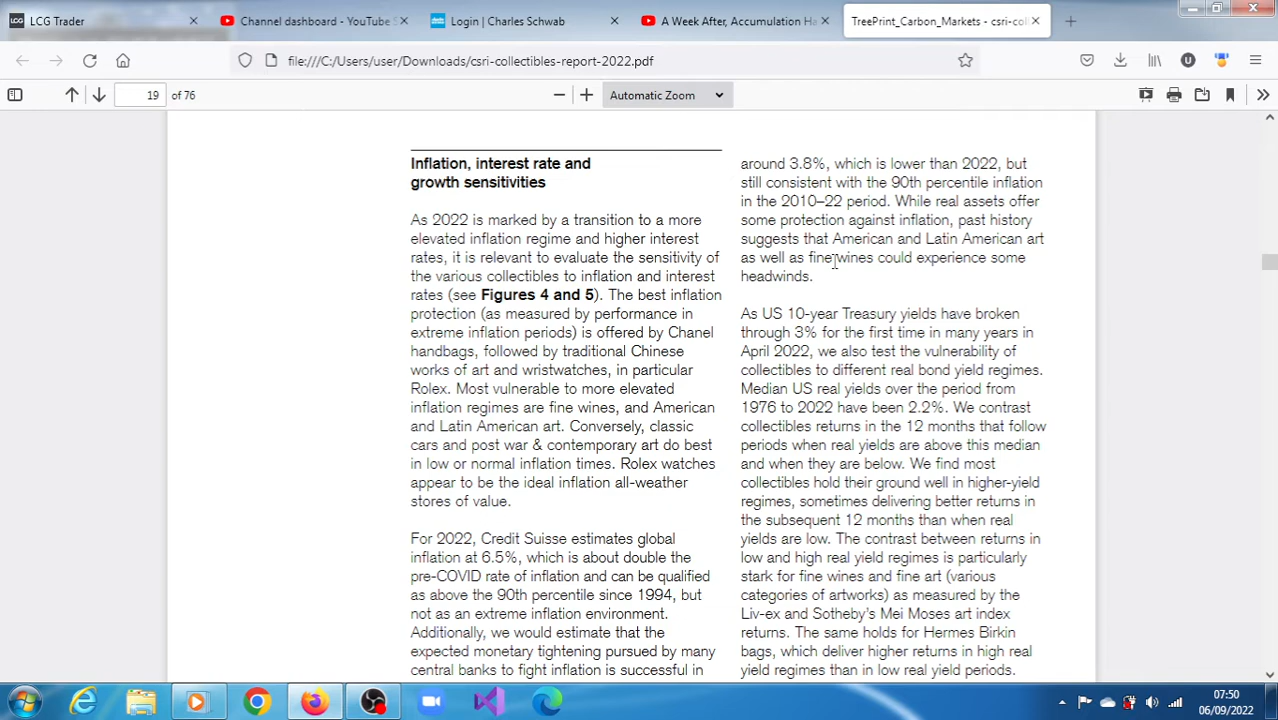 LCG Trader
Channel dashboard - YouTube S
Login | Charles Schwab
A Week After, Accumulation Ha
TreePrint_Carbon_Markets - csri-coll
file:///C:/Users/user/Downloads/csri-collectibles-report-2022.pdf
19 of 76
Automatic Zoom
Inflation, interest rate and
growth sensitivities
As 2022 is marked by a transition to a more
elevated inflation regime and higher interest
rates, it is relevant to evaluate the sensitivity of
the various collectibles to inflation and interest
rates (see Figures 4 and 5). The best inflation
protection (as measured by performance in
extreme inflation periods) is offered by Chanel
handbags, followed by traditional Chinese
works of art and wristwatches, in particular
Rolex. Most vulnerable to more elevated
inflation regimes are fine wines, and American
and Latin American art. Conversely, classic
cars and post war & contemporary art do best
in low or normal inflation times. Rolex watches
appear to be the ideal inflation all-weather
stores of value.
For 2022, Credit Suisse estimates global
inflation at 6.5%, which is about double the
pre-COVID rate of inflation and can be qualified
as above the 90th percentile since 1994, but
not as an extreme inflation environment.
Additionally, we would estimate that the
expected monetary tightening pursued by many
central banks to fight inflation is successful in
around 3.8%, which is lower than 2022, but
still consistent with the 90th percentile inflation
in the 2010–22 period. While real assets offer
some protection against inflation, past history
suggests that American and Latin American art
as well as fine wines could experience some
headwinds.
As US 10-year Treasury yields have broken
through 3% for the first time in many years in
April 2022, we also test the vulnerability of
collectibles to different real bond yield regimes.
Median US real yields over the period from
1976 to 2022 have been 2.2%. We contrast
collectibles returns in the 12 months that follow
periods when real yields are above this median
and when they are below. We find most
collectibles hold their ground well in higher-yield
regimes, sometimes delivering better returns in
the subsequent 12 months than when real
yields are low. The contrast between returns in
low and high real yield regimes is particularly
stark for fine wines and fine art (various
categories of artworks) as measured by the
Liv-ex and Sotheby's Mei Moses art index
returns. The same holds for Hermes Birkin
bags, which deliver higher returns in high real
yield regimes than in low real yield periods.
07:50
06/09/2022